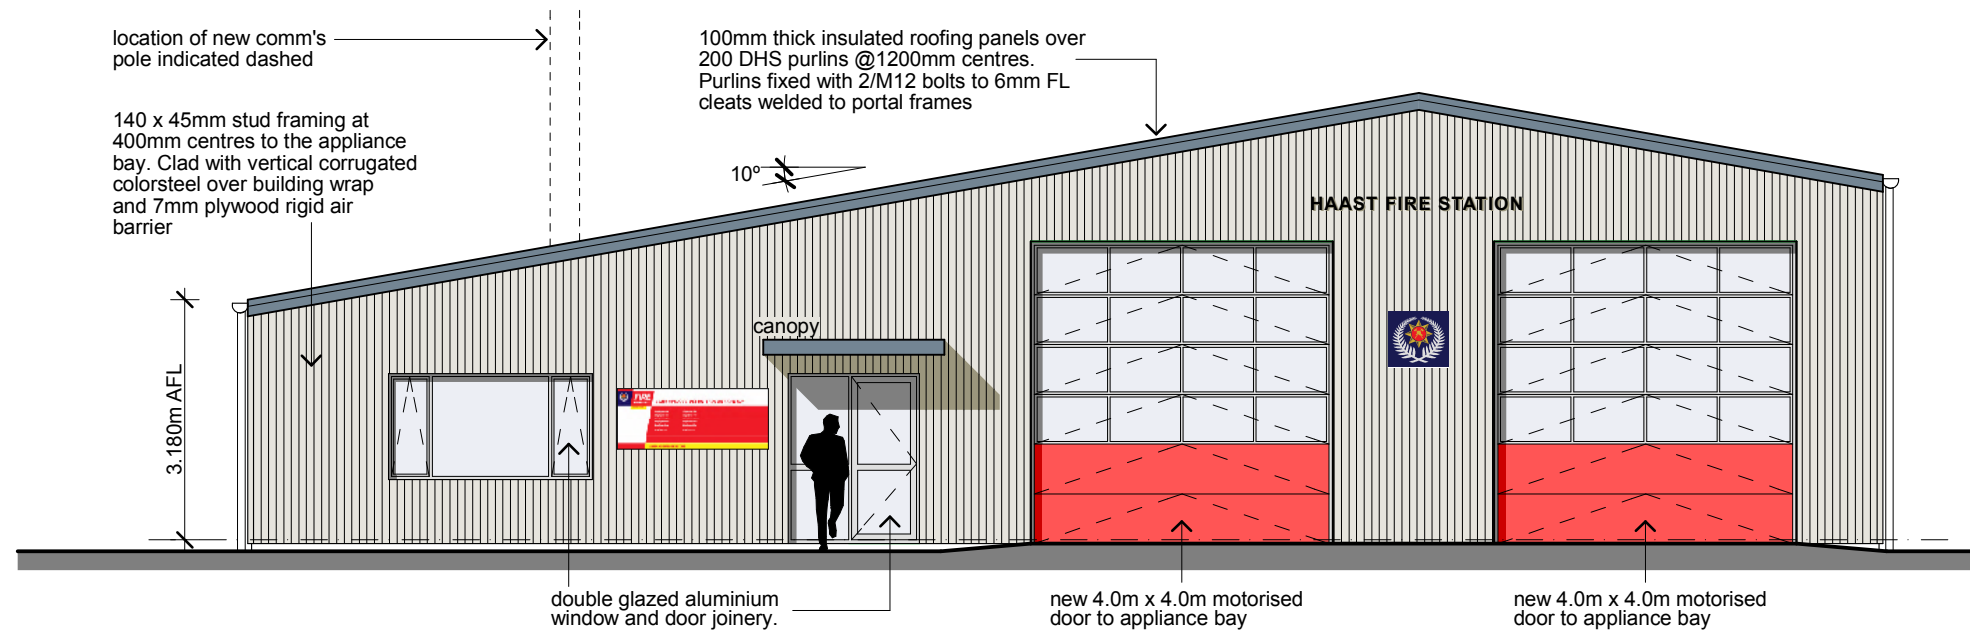 location of new comm's
pole indicated dashed
100mm thick insulated roofing panels over
200 DHS purlins @1200mm centres.
Purlins fixed with 2/M12 bolts to 6mm FL
cleats welded to portal frames
140 x 45mm stud framing at
400mm centres to the appliance
bay. Clad with vertical corrugated
colorsteel over building wrap
and 7mm plywood rigid air
barrier
10º
HAAST FIRE STATION
canopy
3.180m AFL
FIRE
double glazed aluminium
window and door joinery.
new 4.0m x 4.0m motorised
door to appliance bay
new 4.0m x 4.0m motorised
door to appliance bay